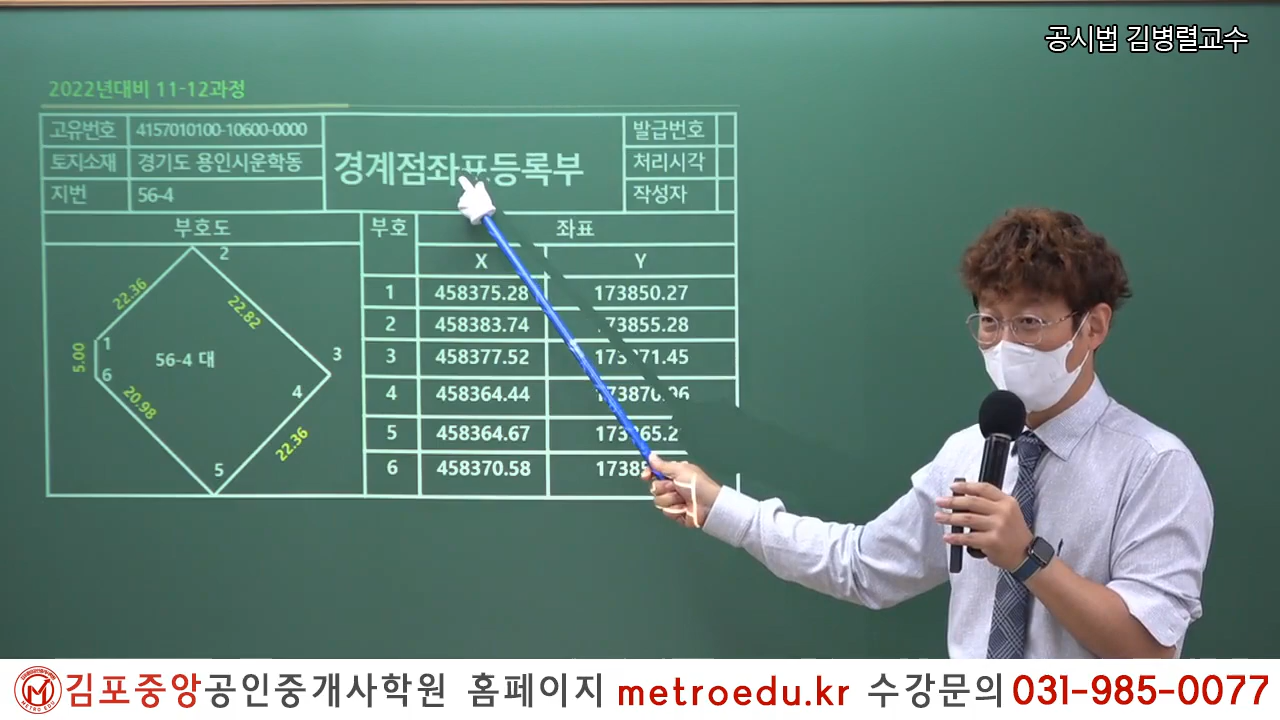 공시법 김병렬교수
2022년대비 11-12과정
고유번호 4157010100-10600-0000
토지소재 경기도 용인시운학동
지번 56-4
경계점좌표등록부
발급번호
처리시각
작성자
부호도 부호 좌표
X Y
1 458375.28 173850.27
2 458383.74 173855.28
3 458377.52
4 458364.44
5 458364.67
6 458370.58
2
22.36
22.82
1
3
5.00
56-4 대
6
4
20.98
22.36
5
METRO EDU
김포중앙공인중개사학원 홈페이지 metroedu.kr 수강문의 031-985-0077